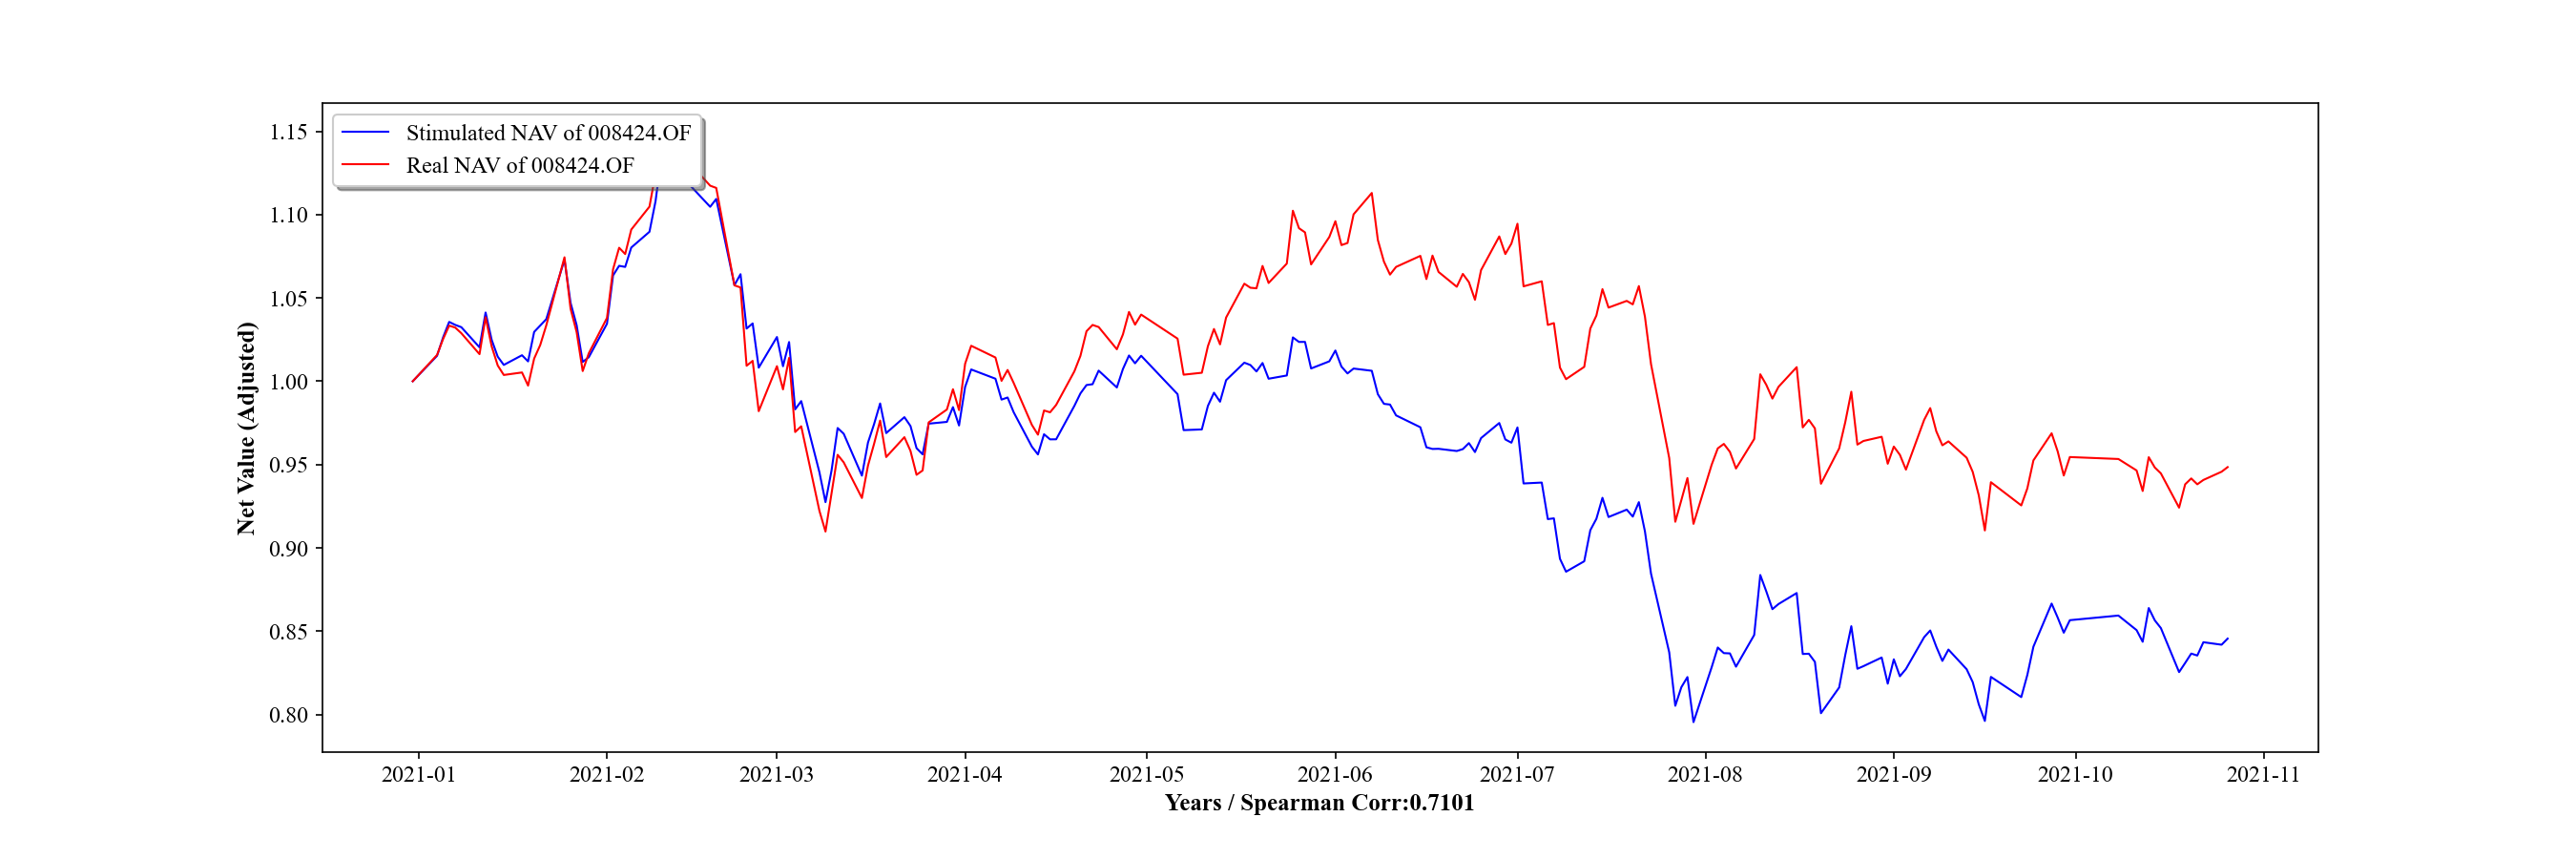 Stimulated NAV of 008424.OF
Real NAV of 008424.OF
1.15
1.10
1.05
1.00
0.95
0.90
0.85
0.80
Net Value (Adjusted)
2021-01 2021-02 2021-03 2021-04 2021-05 2021-06 2021-07 2021-08 2021-09 2021-10 2021-11
Years / Spearman Corr:0.7101